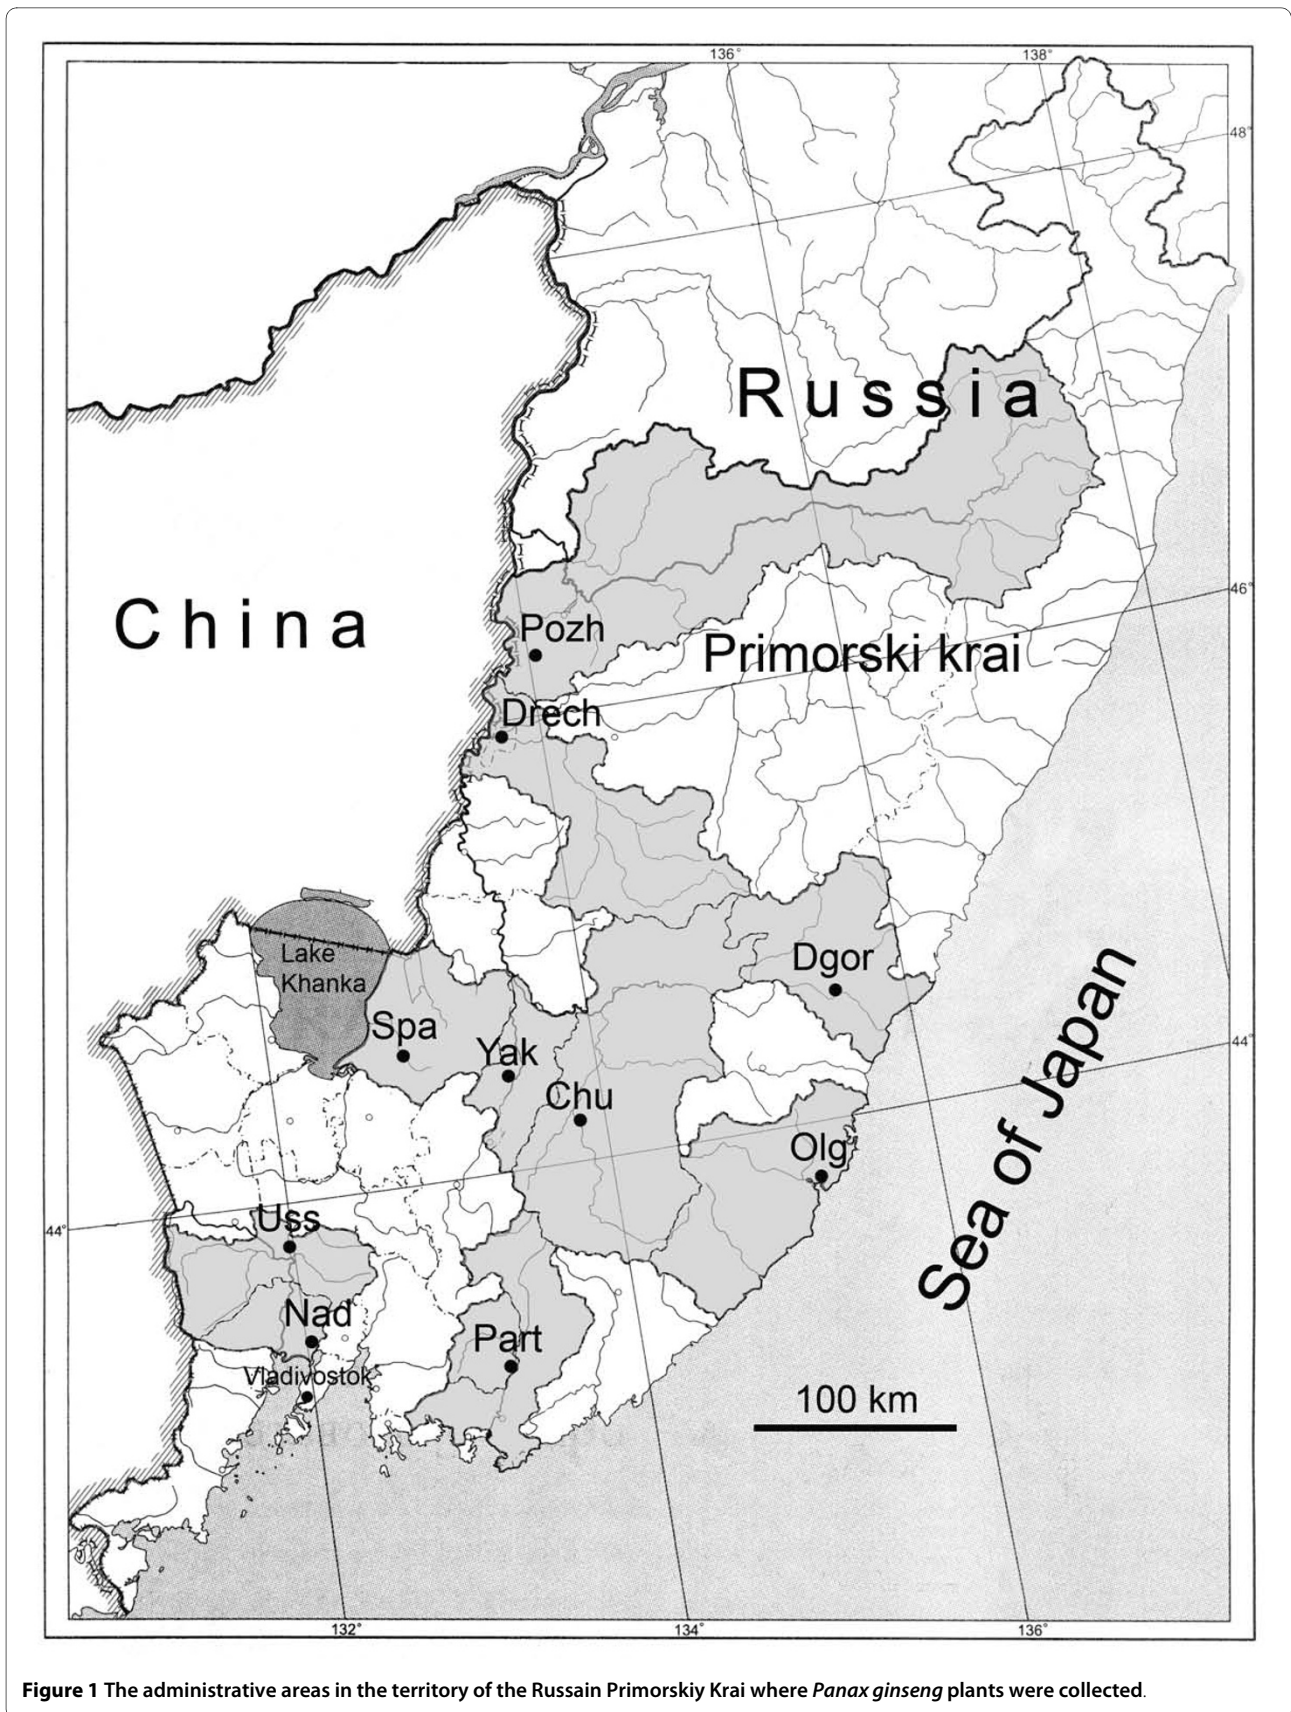 136°
138°
48°
Russia
China
46°
Pozh
Primorski krai
Drech
Lake
Khanka
Dgor
Spa
Yak
Chu
44°
Olg
Sea of Japan
44°
Uss
Nad
Part
Vladivostok
100 km
132°
134°
136°
Figure 1 The administrative areas in the territory of the Russain Primorskiy Krai where Panax ginseng plants were collected.